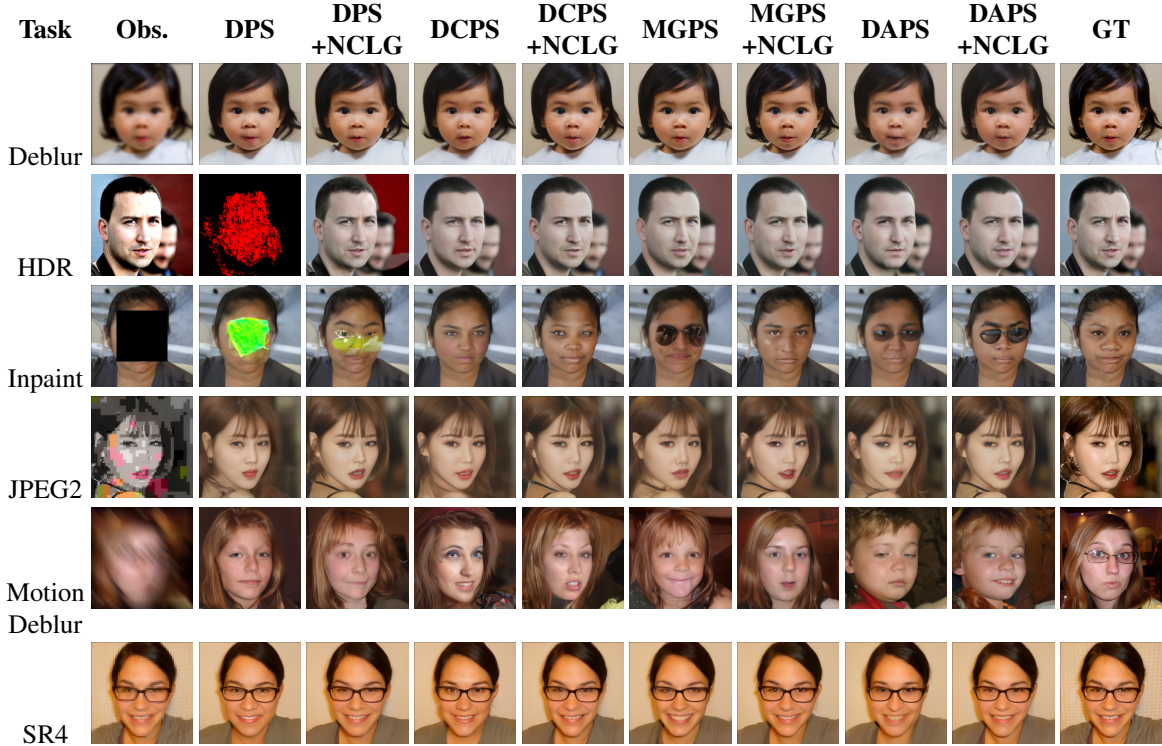 Task Obs. DPS DPS +NCLG DCPS DCPS +NCLG MGPS MGPS +NCLG DAPS DAPS +NCLG GT
Deblur
HDR
Inpaint
JPEG2
Motion
Deblur
SR4